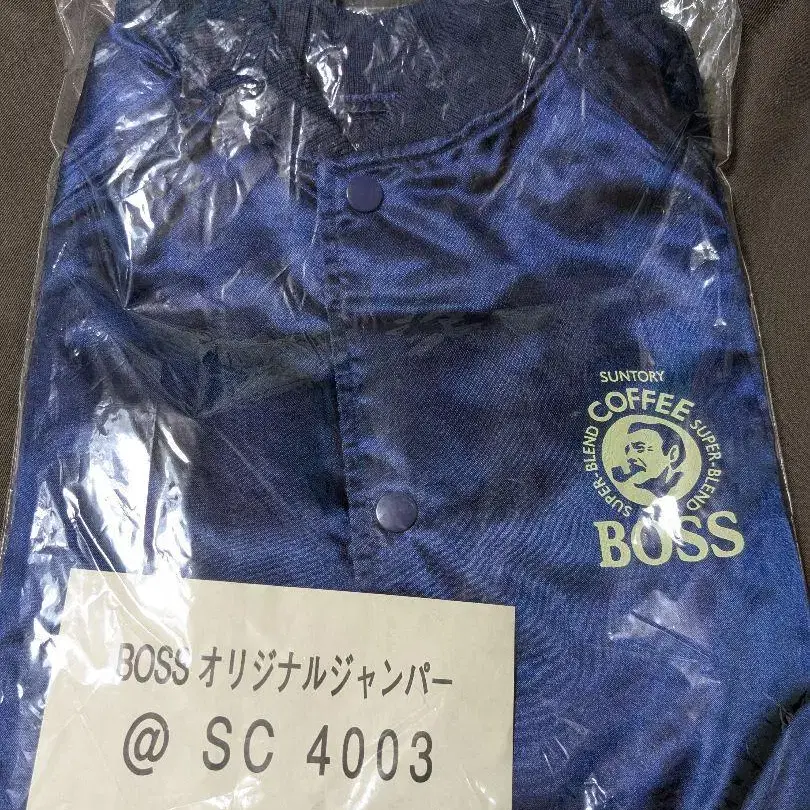 SUNTORY
COFFEE
SUPER-BLEND
SUPER-BLEND
BOSS
BOSS オリジナルジャンパー
@ SC 4003